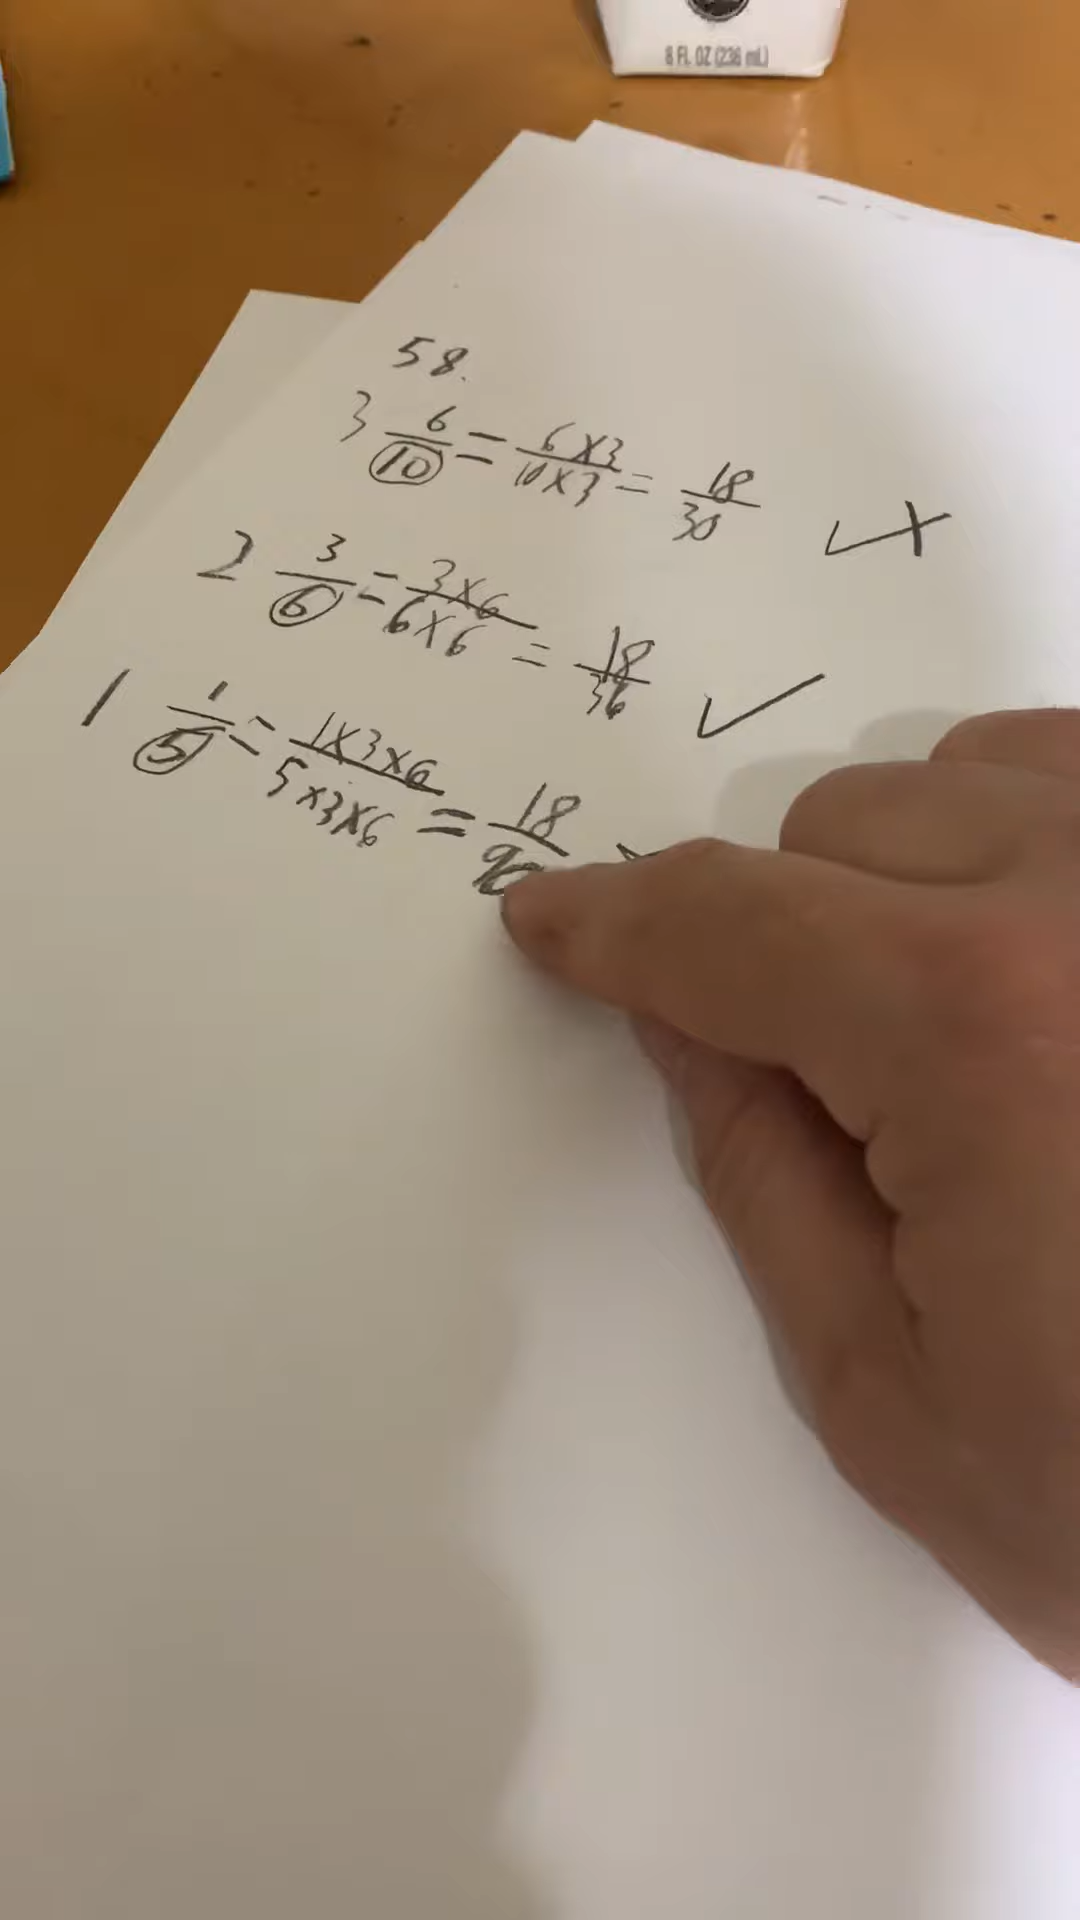 8 FL OZ (236 mL)
58.
3 6/10 = 6×3/10×3 = 18/30
2 3/6 = 3×6/6×6 = 18/36 ✓
1 1/5 = 1×3×6/5×3×6 = 18/90